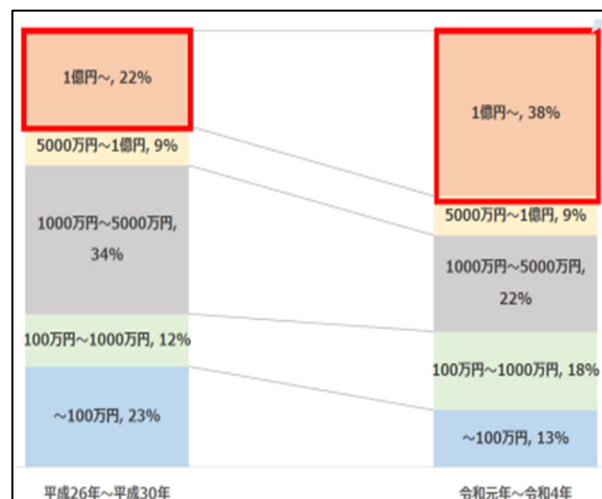 1億円～, 22%
5000万円～1億円, 9%
1000万円～5000万円,
34%
100万円～1000万円, 12%
～100万円, 23%
平成26年～平成30年
1億円～, 38%
5000万円～1億円, 9%
1000万円～5000万円,
22%
100万円～1000万円, 18%
～100万円, 13%
令和元年～令和4年